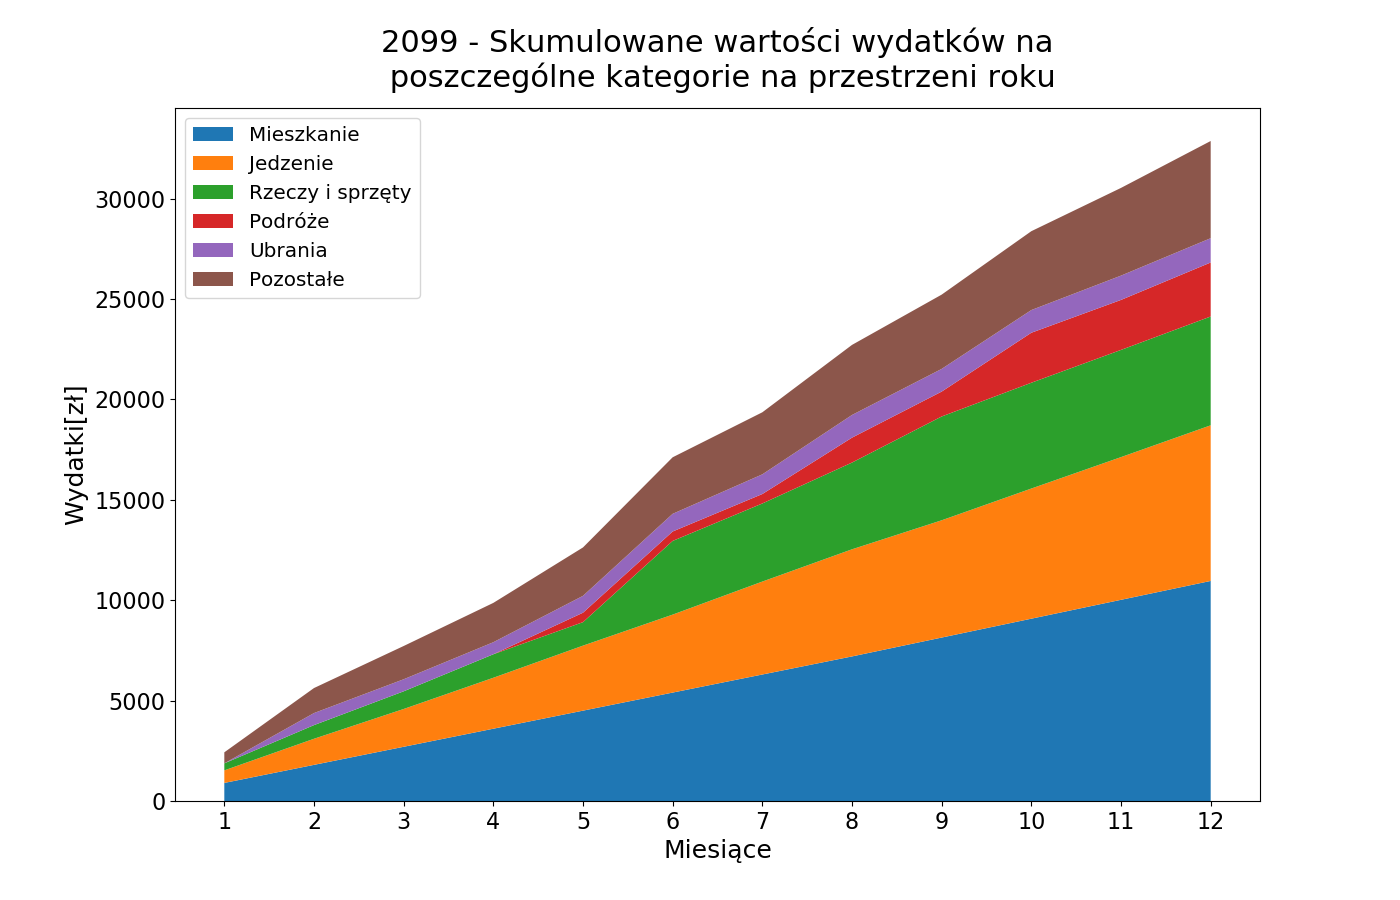 2099 - Skumulowane wartości wydatków na
poszczególne kategorie na przestrzeni roku
Mieszkanie
Jedzenie
Rzeczy i sprzęty
Podróże
Ubrania
Pozostałe
30000
25000
20000
15000
10000
5000
0
Wydatki[zł]
1 2 3 4 5 6 7 8 9 10 11 12
Miesiące